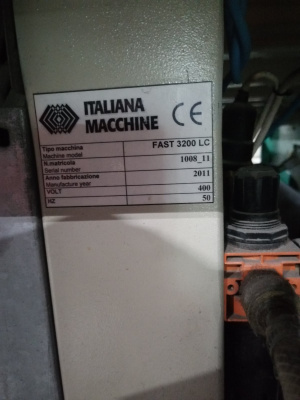 ITALIANA
MACCHINE
CE
Tipo macchina
Machine model
FAST 3200 LC
N.matricola
Serial number
1008_11
Anno fabbricazione
Manufacture year
2011
VOLT
400
HZ
50